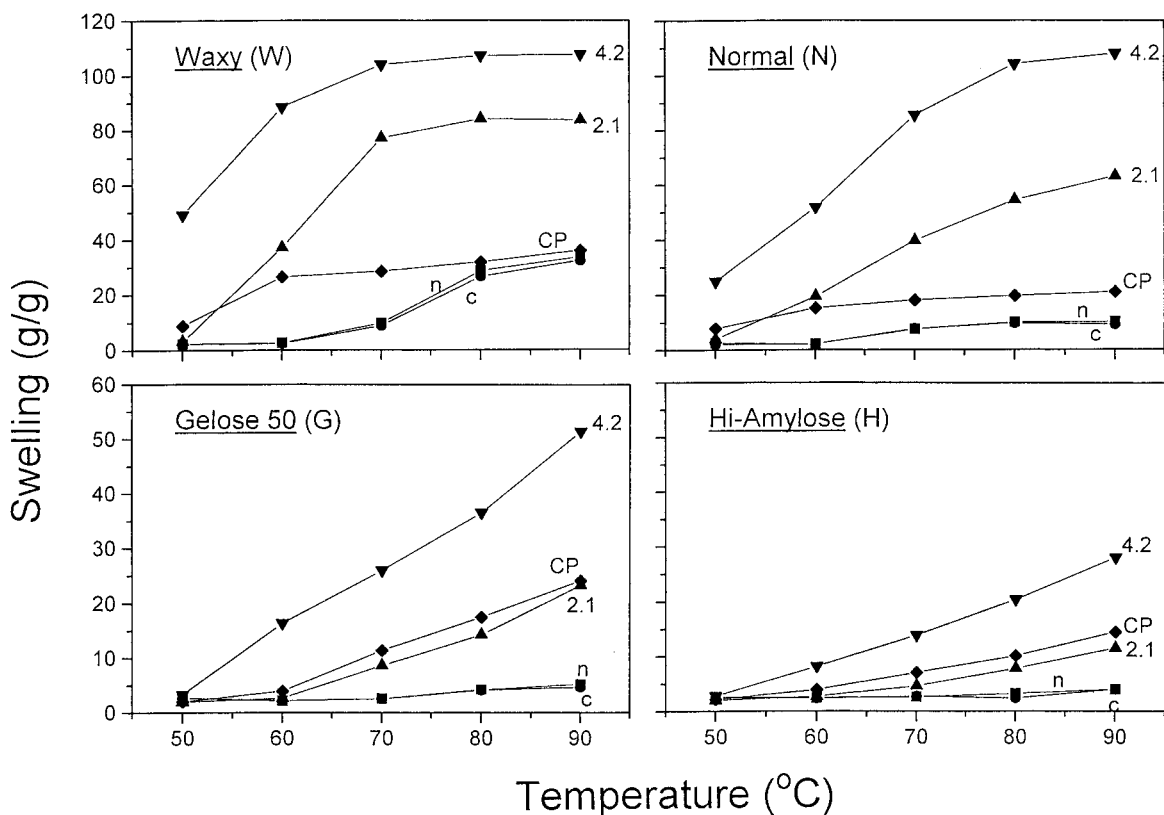 Swelling (g/g)
120
100
80
60
40
20
0
Waxy (W)
4.2
2.1
CP
n
c
Normal (N)
4.2
2.1
CP
n
c
60
50
40
30
20
10
0
Gelose 50 (G)
4.2
CP
2.1
n
c
50 60 70 80 90
Hi-Amylose (H)
4.2
CP
2.1
n
c
50 60 70 80 90
Temperature (°C)